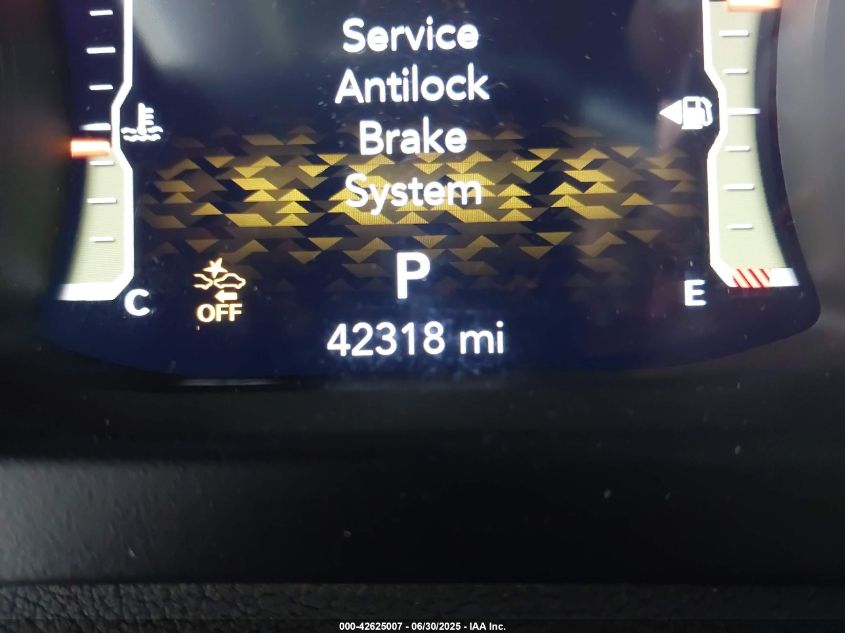 Service
Antilock
Brake
System
P
C
E
OFF
42318 mi
000-42625007 - 06/30/2025 - IAA Inc.